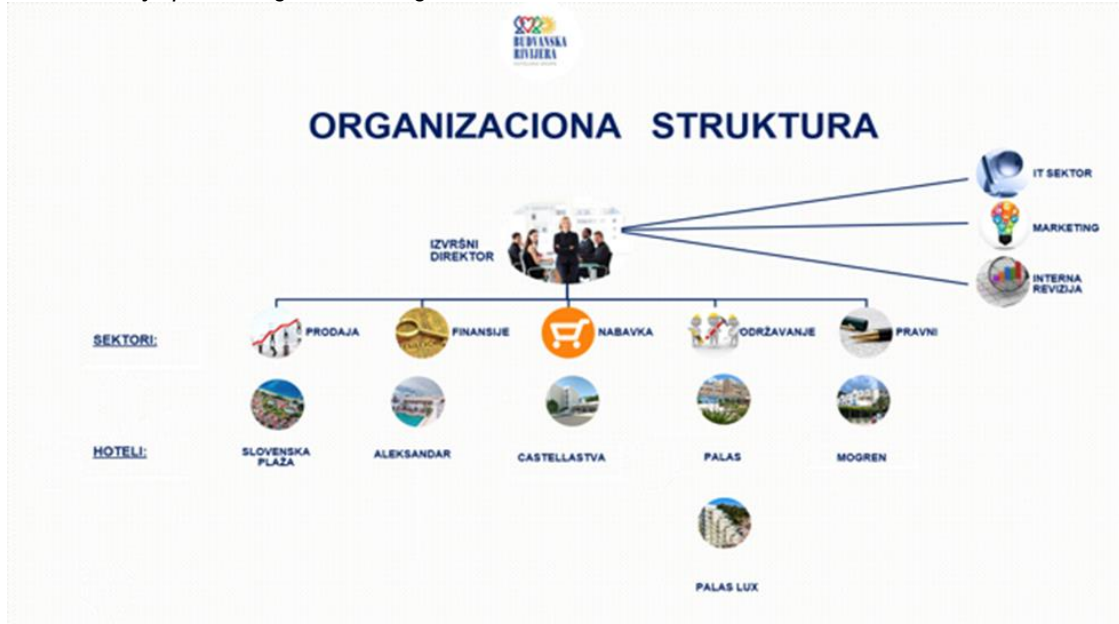 BUDVANSKA
RIVIJERA
ORGANIZACIONA STRUKTURA
IT SEKTOR
MARKETING
IZVRŠNI
DIREKTOR
INTERNA
REVIZIJA
SEKTORI:
PRODAJA
FINANSIJE
NABAVKA
ODRŽAVANJE
PRAVNI
HOTELI:
SLOVENSKA
PLAŽA
ALEKSANDAR
CASTELLASTVA
PALAS
MOGREN
PALAS LUX